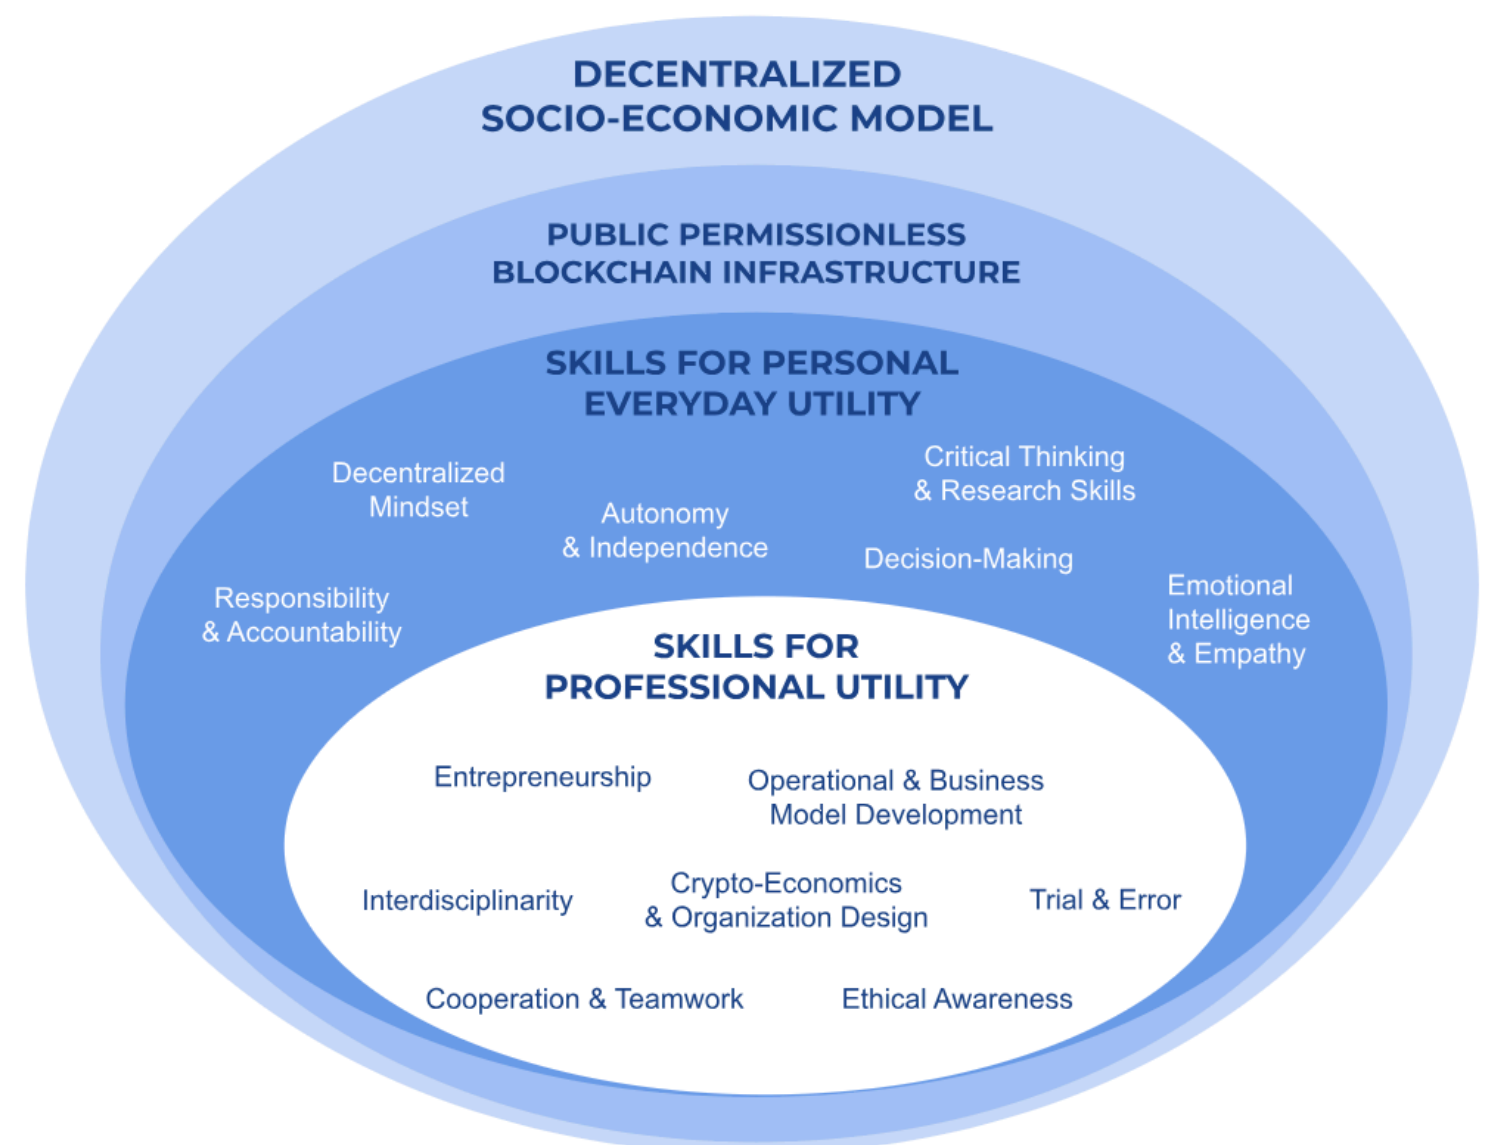 DECENTRALIZED
SOCIO-ECONOMIC MODEL
PUBLIC PERMISSIONLESS
BLOCKCHAIN INFRASTRUCTURE
SKILLS FOR PERSONAL
EVERYDAY UTILITY
Decentralized
Mindset
Autonomy
& Independence
Critical Thinking
& Research Skills
Decision-Making
Responsibility
& Accountability
Emotional
Intelligence
& Empathy
SKILLS FOR
PROFESSIONAL UTILITY
Entrepreneurship
Operational & Business
Model Development
Interdisciplinarity
Crypto-Economics
& Organization Design
Trial & Error
Cooperation & Teamwork
Ethical Awareness